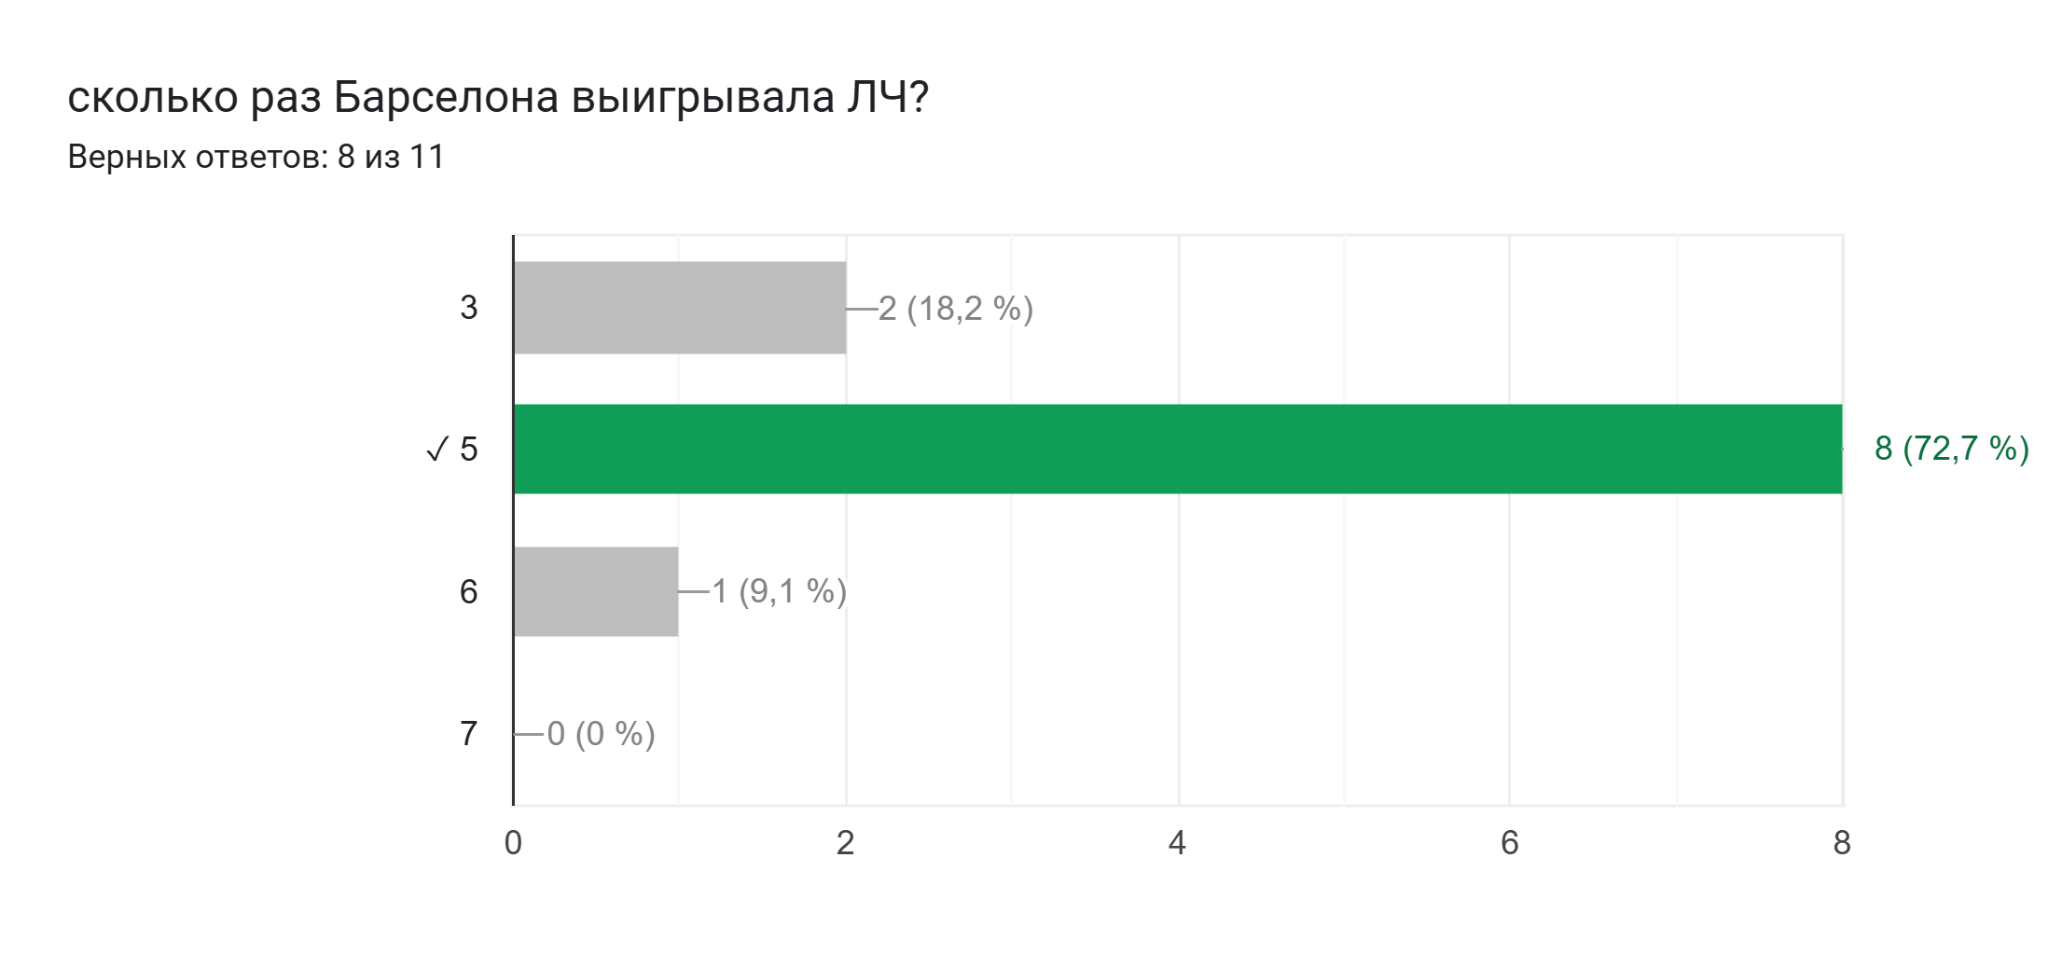 сколько раз Барселона выигрывала ЛЧ?
Верных ответов: 8 из 11
3
2 (18,2 %)
✓ 5
8 (72,7 %)
6
1 (9,1 %)
7
0 (0 %)
0 2 4 6 8